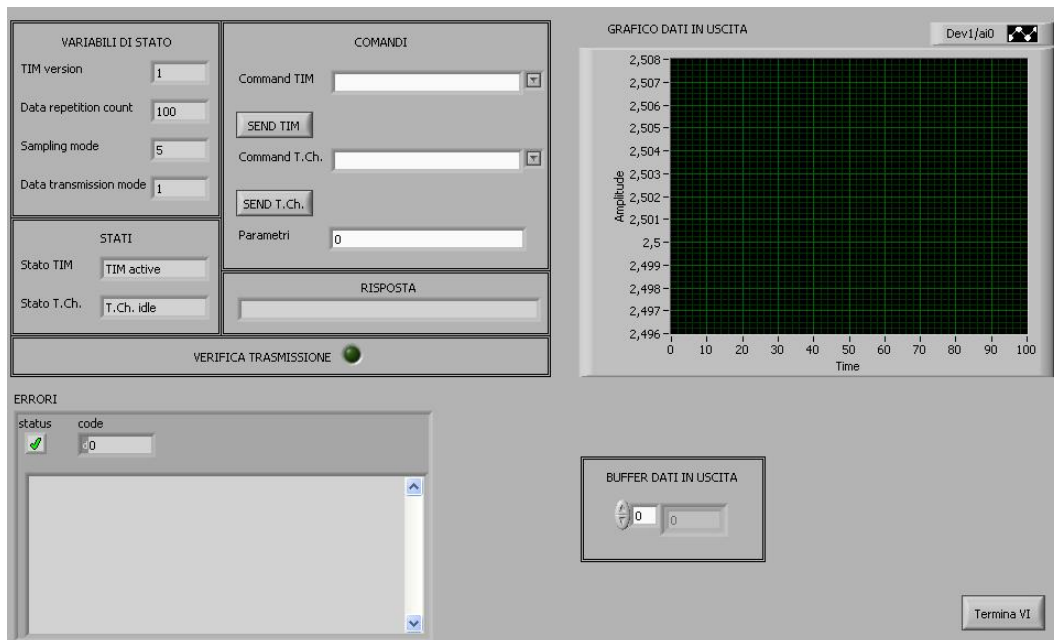 VARIABILI DI STATO
TIM version 1
Data repetition count 100
Sampling mode 5
Data transmission mode 1
STATI
Stato TIM TIM active
Stato T.Ch. T.Ch. idle
COMANDI
Command TIM
SEND TIM
Command T.Ch.
SEND T.Ch.
Parametri 0
RISPOSTA
VERIFICA TRASMISSIONE
GRAFICO DATI IN USCITA
Dev1/ai0
Amplitude
2,508
2,507
2,506
2,505
2,504
2,503
2,502
2,501
2,5
2,499
2,498
2,497
2,496
0 10 20 30 40 50 60 70 80 90 100
Time
ERRORI
status code
d0
BUFFER DATI IN USCITA
0 0
Termina VI